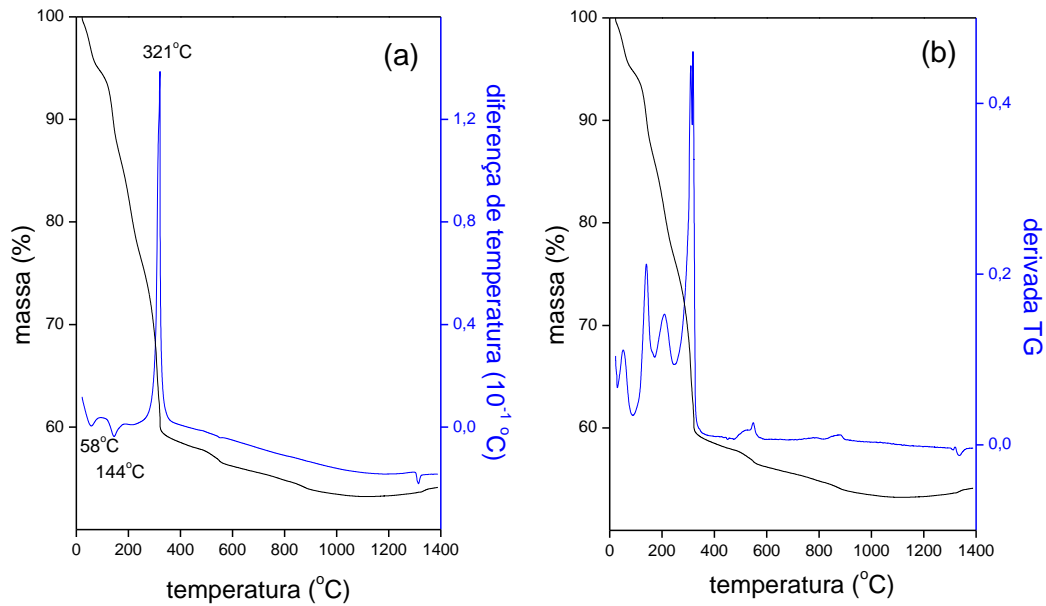 (a)
321°C
58°C
144°C
massa (%)
100
90
80
70
60
0 200 400 600 800 1000 1200 1400
temperatura (°C)
1,2
0,8
0,4
0,0
diferença de temperatura (10⁻¹ °C)
(b)
massa (%)
100
90
80
70
60
0 200 400 600 800 1000 1200 1400
temperatura (°C)
0,4
0,2
0,0
derivada TG